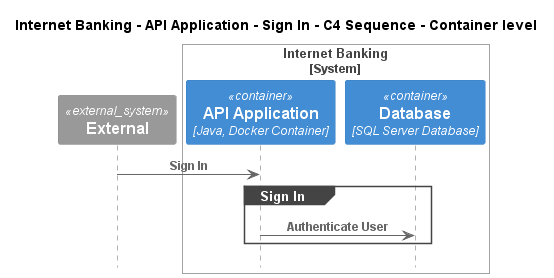 Internet Banking - API Application - Sign In - C4 Sequence - Container level
Internet Banking
[System]
«external_system»
External
«container»
API Application
[Java, Docker Container]
«container»
Database
[SQL Server Database]
Sign In
Sign In
Authenticate User